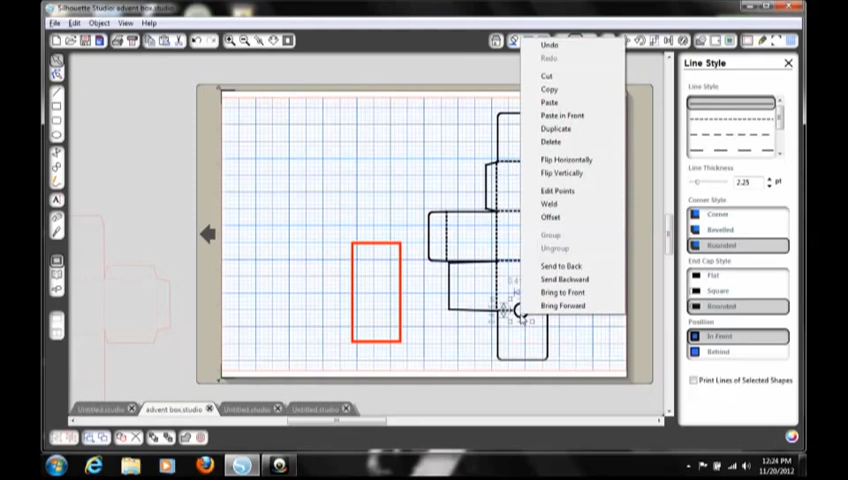 Silhouette Studio: advent box.studio
File Edit Object View Help
Line Style
Line Style
Line Thickness
2.25 pt
Corner Style
Corner
Bevelled
Rounded
End Cap Style
Flat
Square
Rounded
Position
In Front
Behind
Print Lines of Selected Shapes
Undo
Redo
Cut
Copy
Paste
Paste in Front
Duplicate
Delete
Flip Horizontally
Flip Vertically
Edit Points
Weld
Offset
Group
Ungroup
Send to Back
Send Backward
Bring to Front
Bring Forward
Untitled.studio advent box.studio Untitled.studio Untitled.studio
12:24 PM
11/20/2012